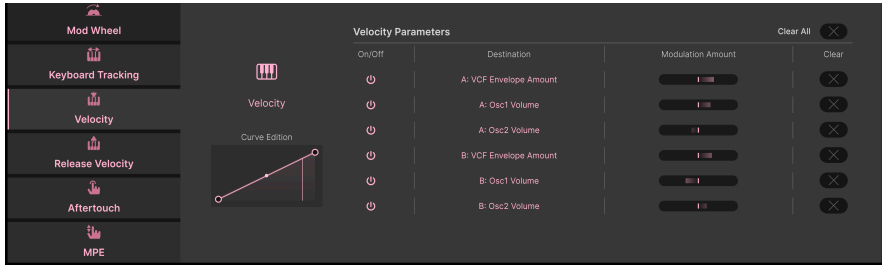 Mod Wheel
Keyboard Tracking
Velocity
Release Velocity
Aftertouch
MPE
Velocity
Curve Edition
Velocity Parameters
Clear All
On/Off Destination Modulation Amount Clear
A: VCF Envelope Amount
A: Osc1 Volume
A: Osc2 Volume
B: VCF Envelope Amount
B: Osc1 Volume
B: Osc2 Volume